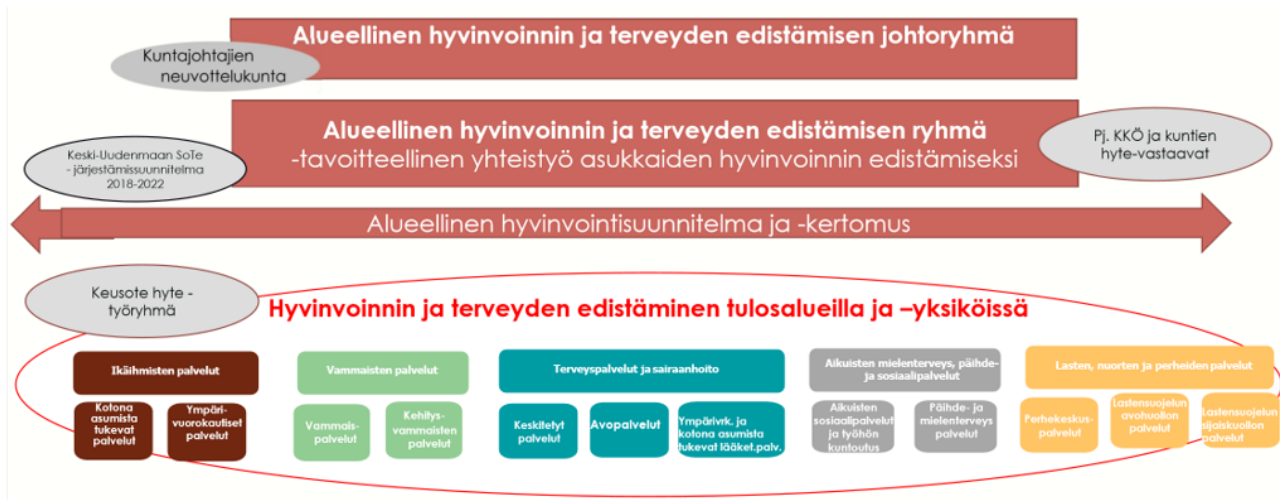 Alueellinen hyvinvoinnin ja terveyden edistämisen johtoryhmä
Kuntajohtajien
neuvottelukunta
Alueellinen hyvinvoinnin ja terveyden edistämisen ryhmä
-tavoitteellinen yhteistyö asukkaiden hyvinvoinnin edistämiseksi
Pj. KKÖ ja kuntien
hyte-vastaavat
Keski-Uudenmaan SoTe
- järjestämissuunnitelma
2018-2022
Alueellinen hyvinvointisuunnitelma ja -kertomus
Keusote hyte -
työryhmä
Hyvinvoinnin ja terveyden edistäminen tulosalueilla ja –yksiköissä
Ikäihmisten palvelut
Kotona
asumista
tukevat
palvelut
Ympäri-
vuorokautiset
palvelut
Vammaisten palvelut
Vammais-
palvelut
Kehitys-
vammaisten
palvelut
Terveyspalvelut ja sairaanhoito
Keskitetyt
palvelut
Avopalvelut
Ympärivrk. ja
kotona asumista
tukevat lääket.palv.
Aikuisten mielenterveys, päihde-
ja sosiaalipalvelut
Aikuisten
sosiaalipalvelut
ja työhön
kuntoutus
Päihde- ja
mielenterveys
palvelut
Lasten, nuorten ja perheiden palvelut
Perhekeskus-
palvelut
Lastensuojelun
avohuollon
palvelut
Lastensuojelun
sijaiskuollon
palvelut